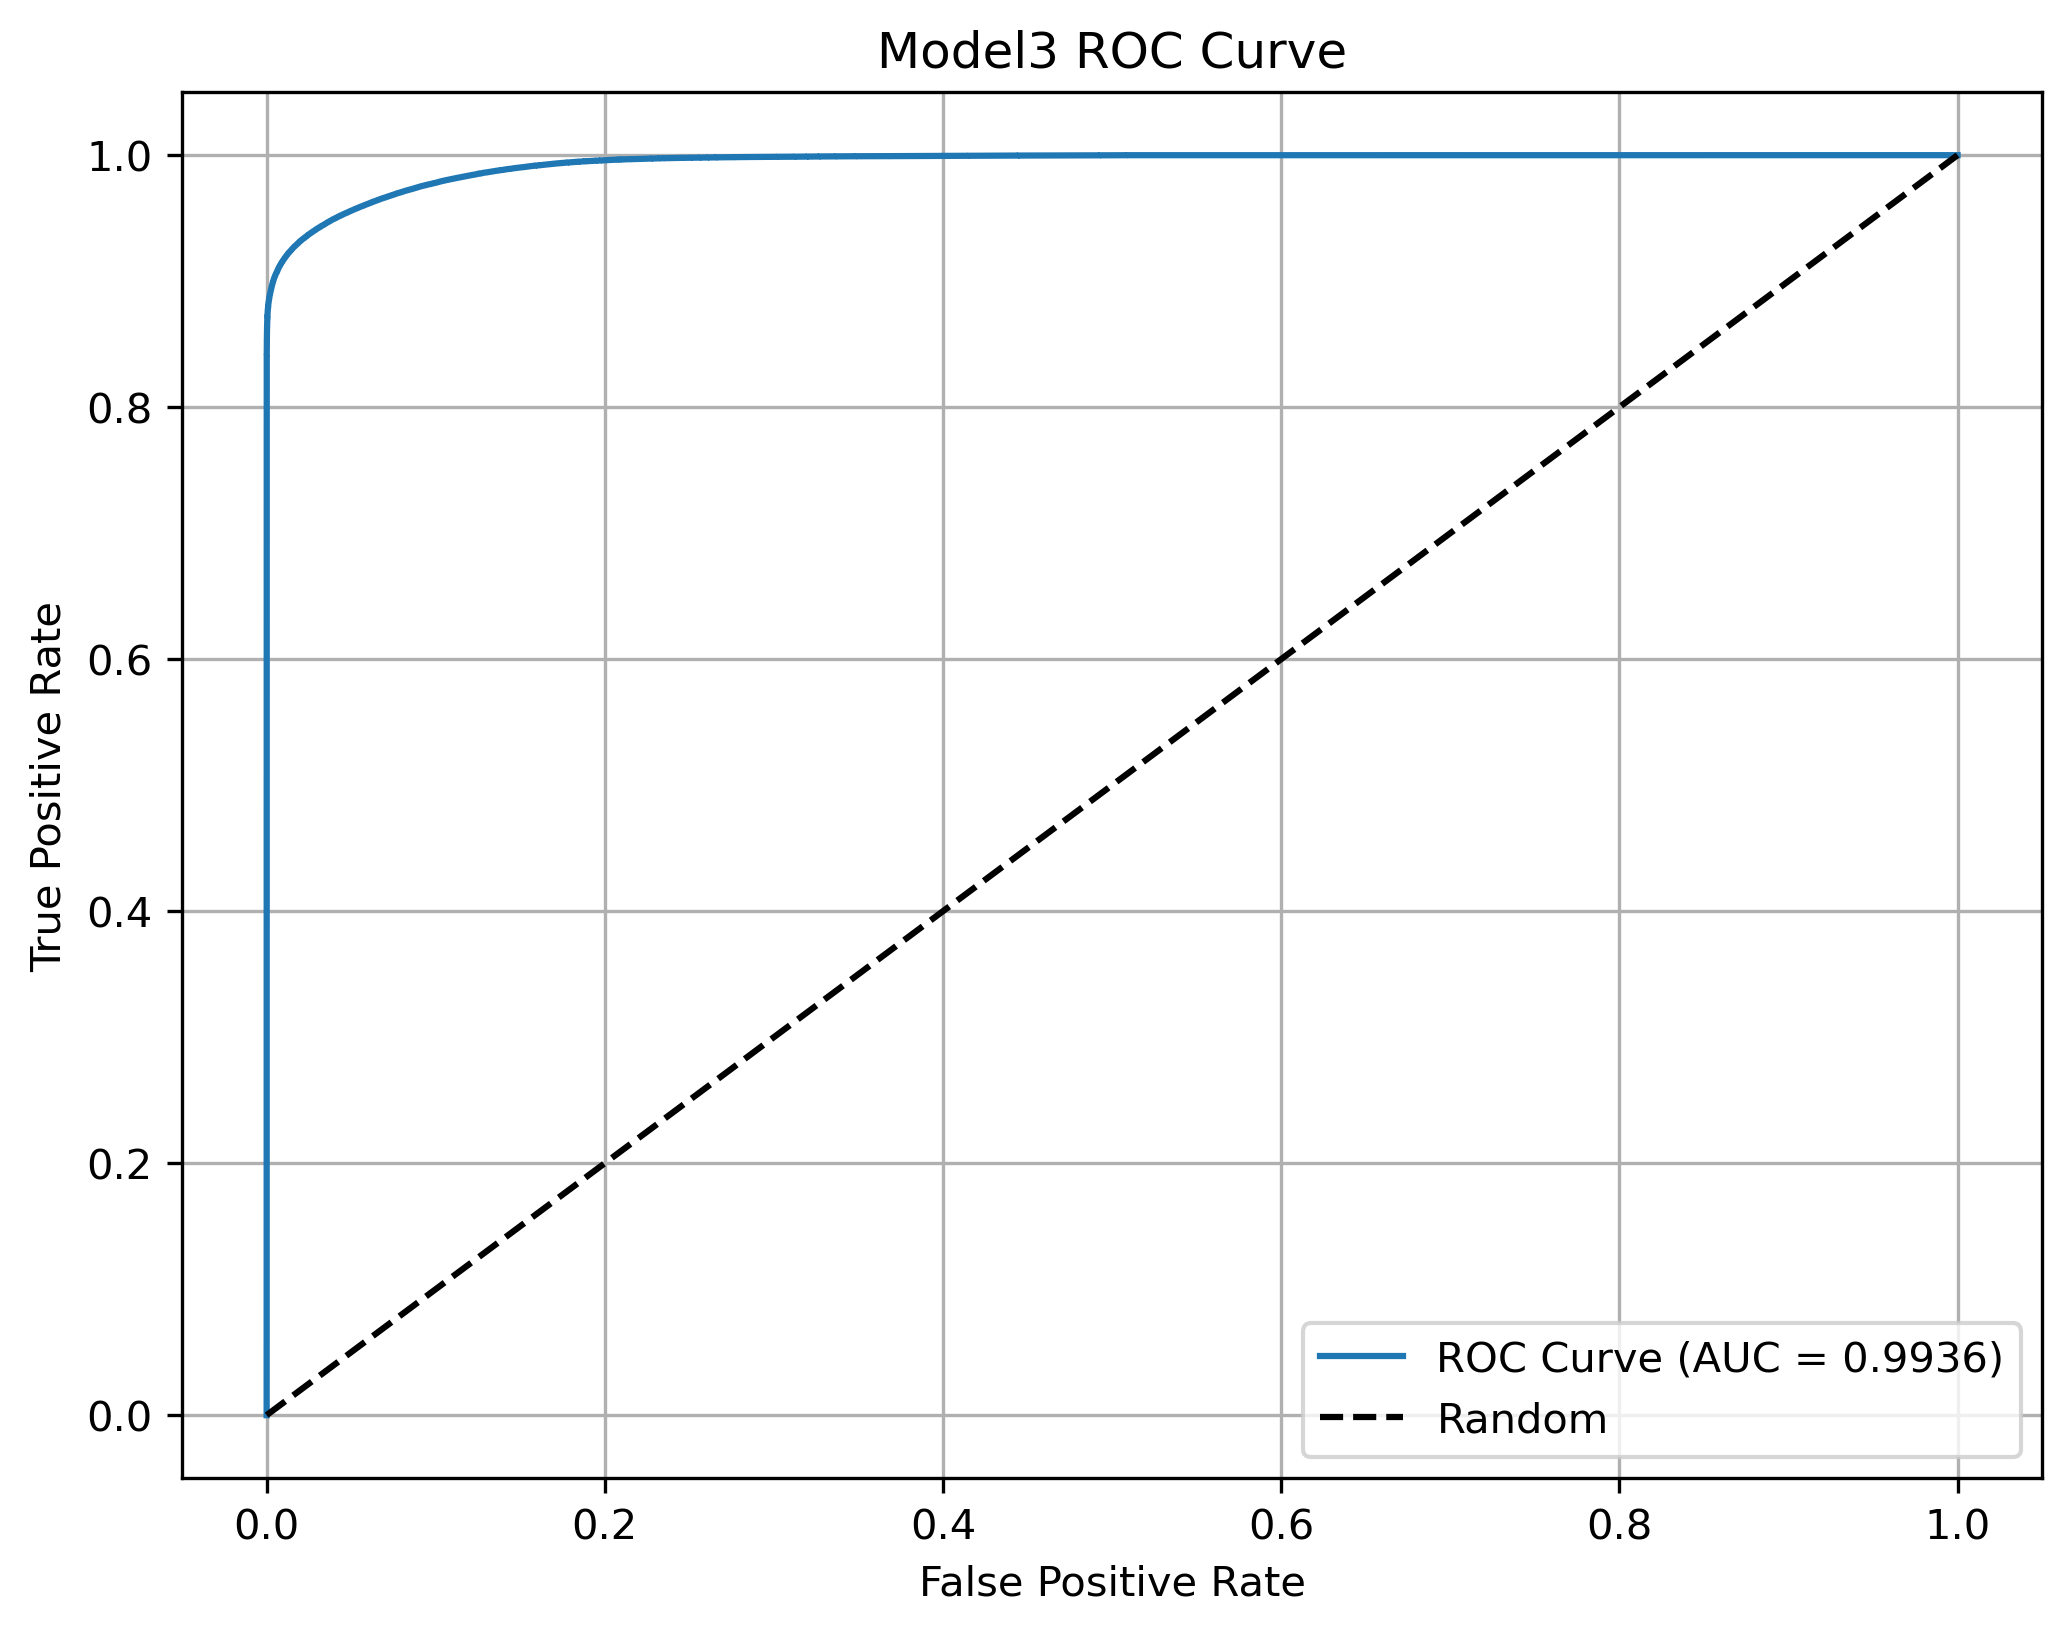 Model3 ROC Curve
True Positive Rate
1.0
0.8
0.6
0.4
0.2
0.0
ROC Curve (AUC = 0.9936)
Random
0.0 0.2 0.4 0.6 0.8 1.0
False Positive Rate